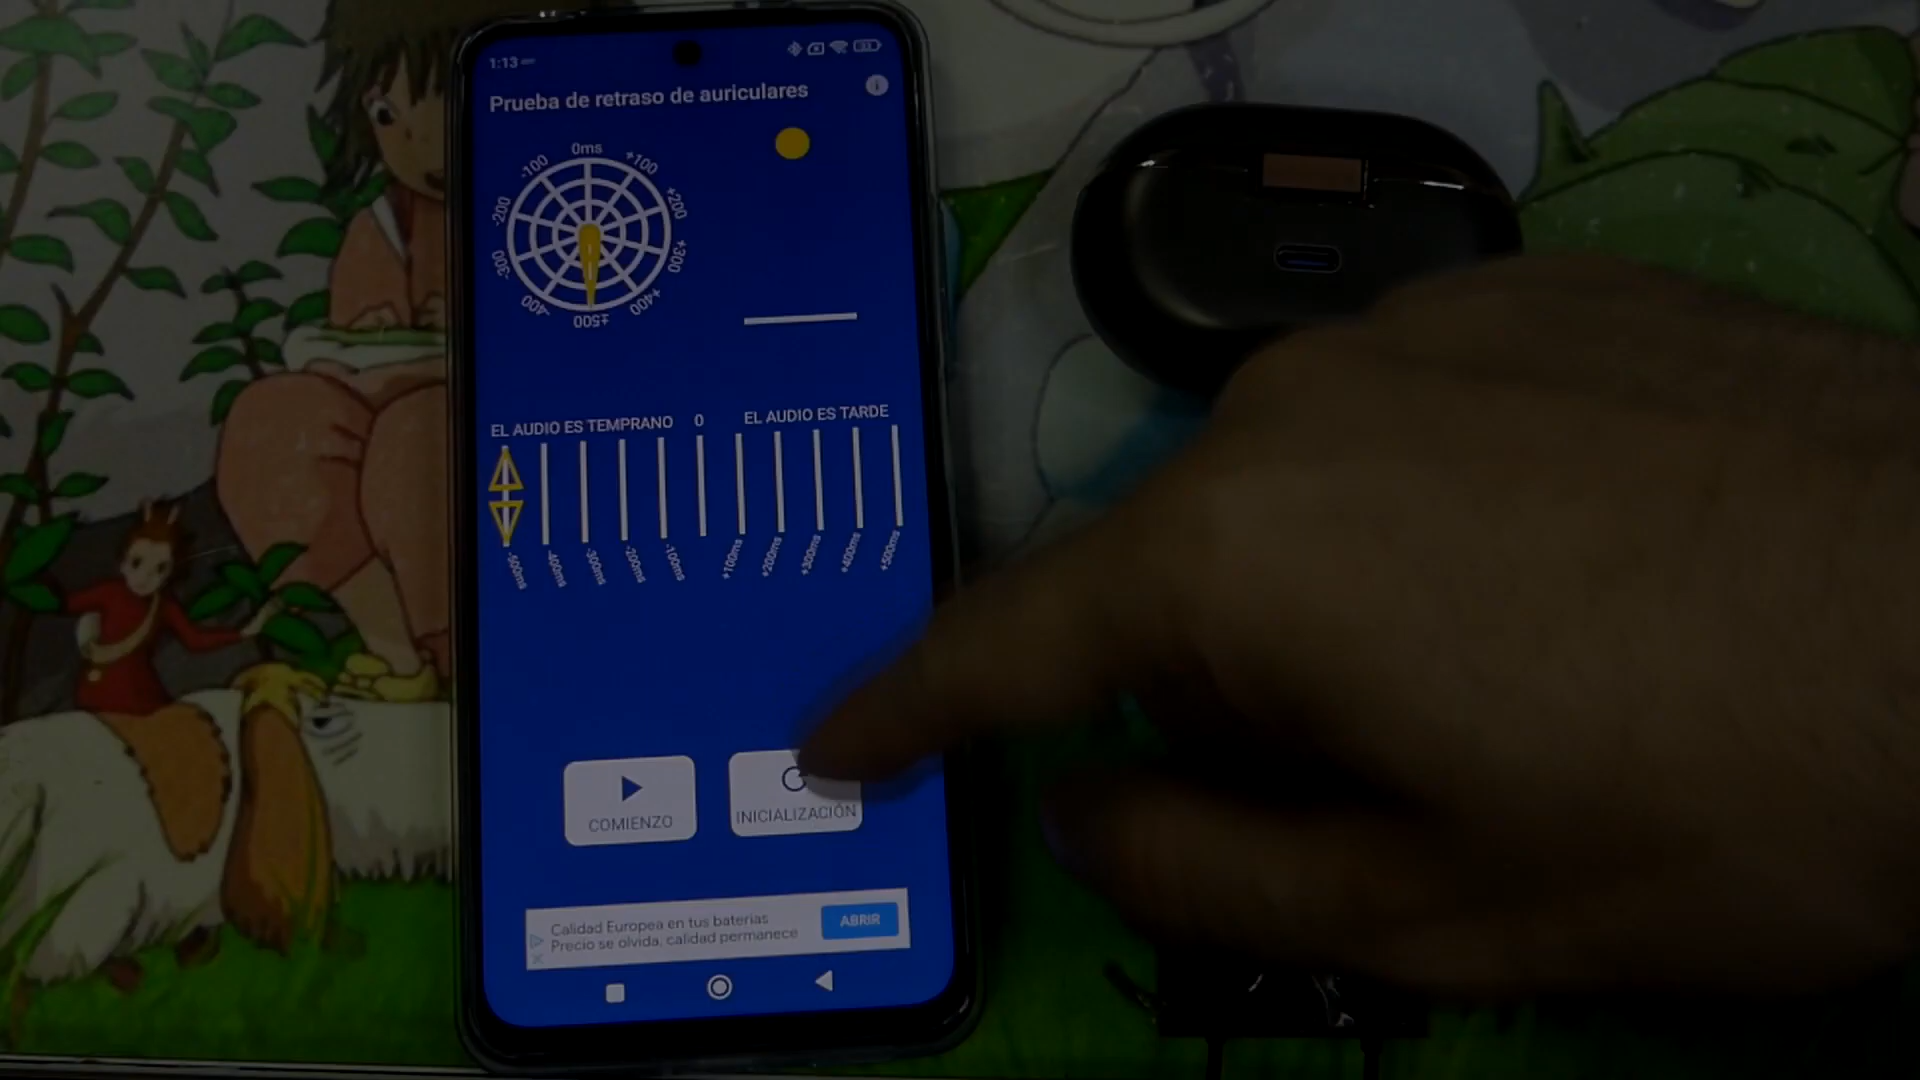 1:13
33
Prueba de retraso de auriculares
0ms
-100
+100
-200
+200
-300
+300
-400
+400
+500
EL AUDIO ES TEMPRANO 0 EL AUDIO ES TARDE
-500ms -400ms -300ms -200ms -100ms +100ms +200ms +300ms +400ms +500ms
COMIENZO
INICIALIZACIÓN
Calidad Europea en tus baterias
Precio se olvida, calidad permanece
ABRIR